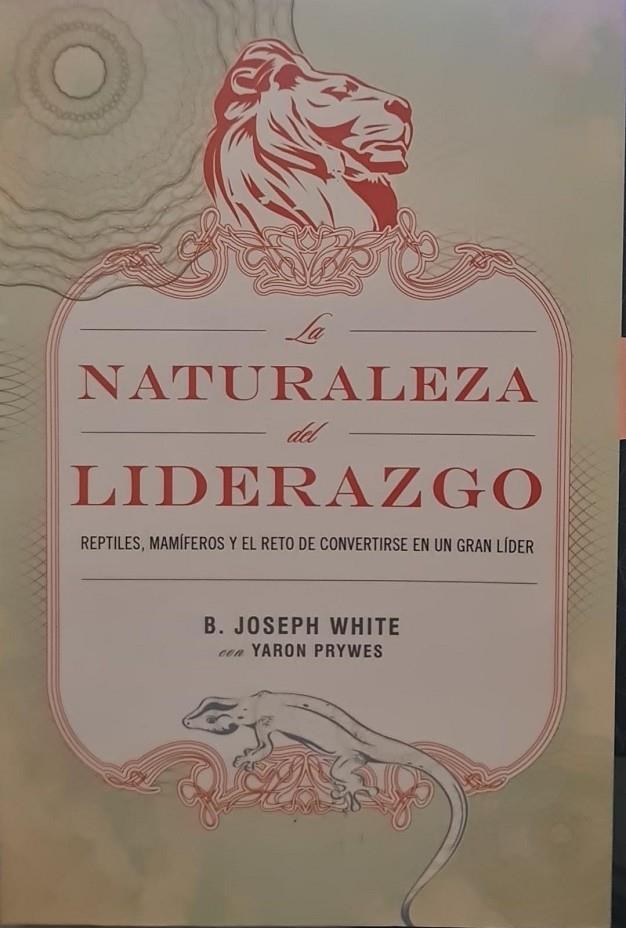 La
NATURALEZA
del
LIDERAZGO
REPTILES, MAMÍFEROS Y EL RETO DE CONVERTIRSE EN UN GRAN LÍDER
B. JOSEPH WHITE
con YARON PRYWES